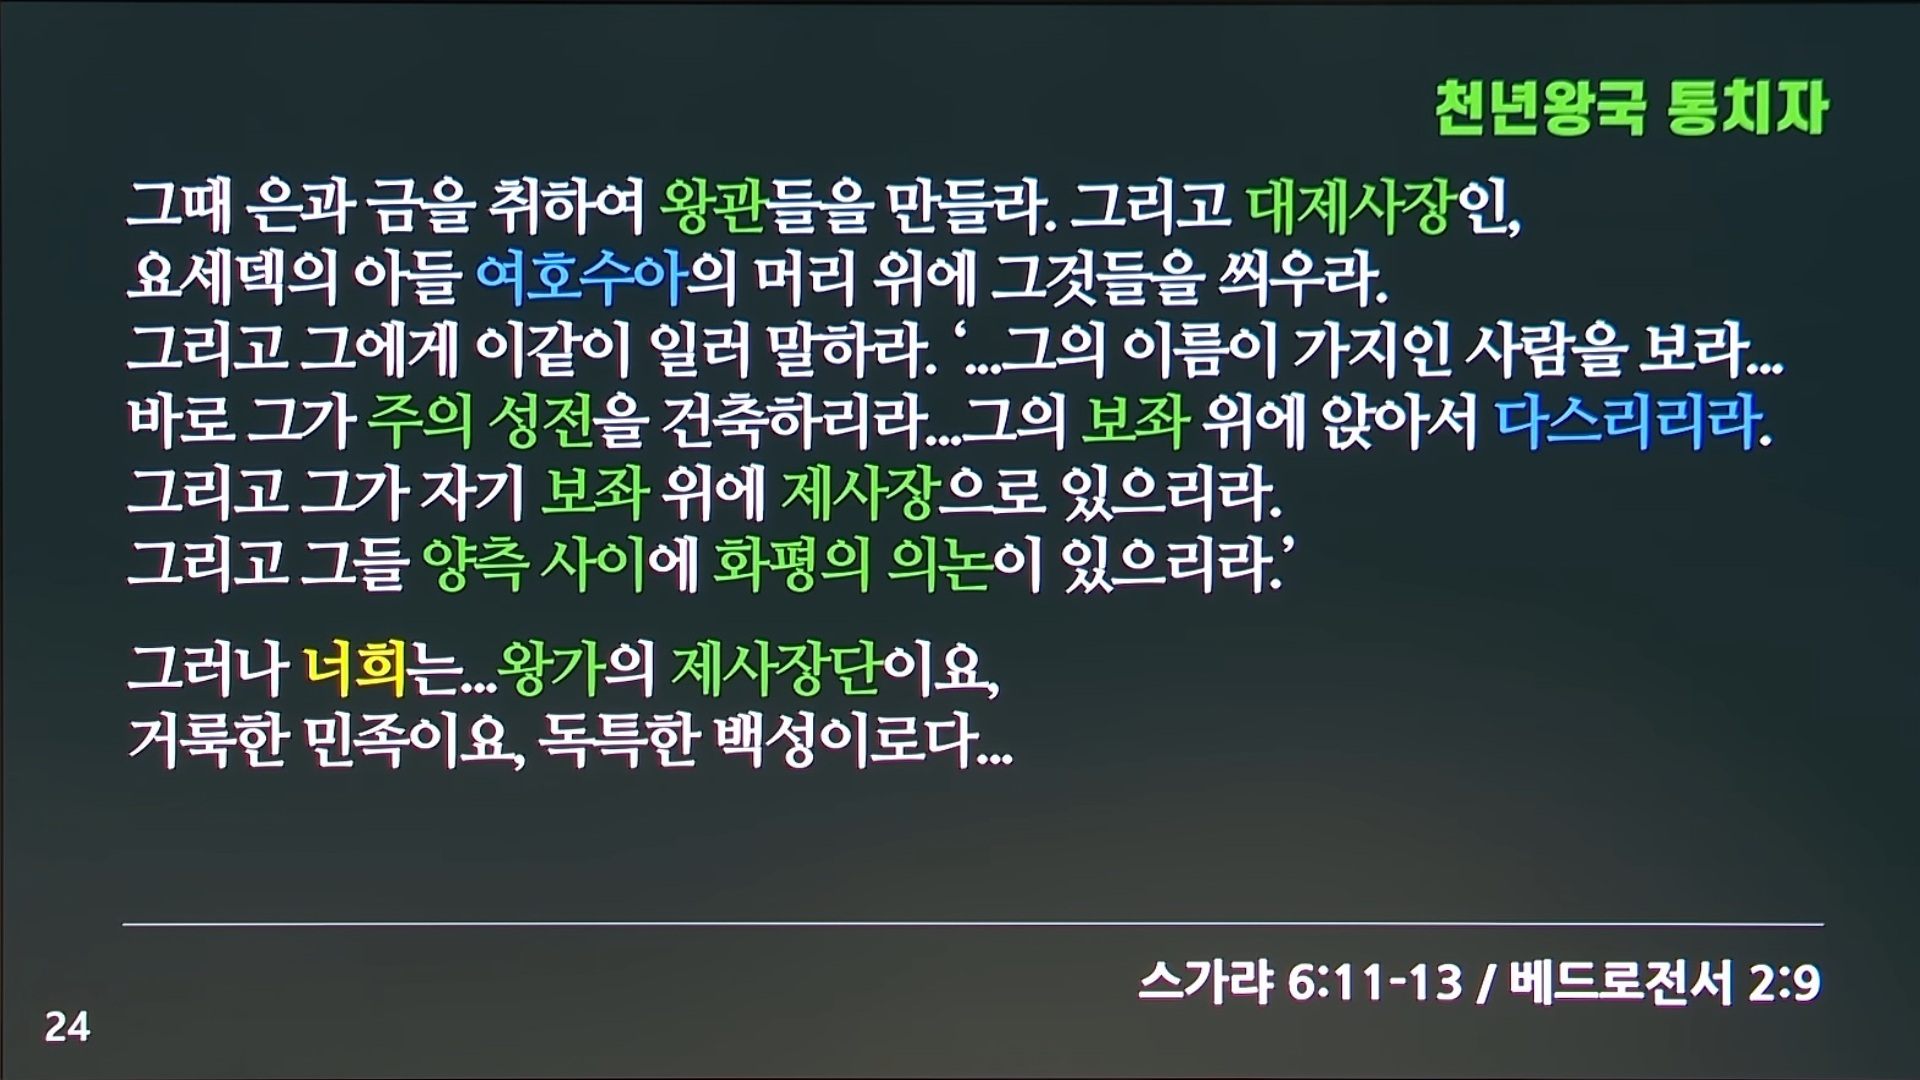 천년왕국 통치자
그때 은과 금을 취하여 왕관들을 만들라. 그리고 대제사장인,
요세덱의 아들 여호수아의 머리 위에 그것들을 씌우라.
그리고 그에게 이같이 일러 말하라. ‘...그의 이름이 가지인 사람을 보라...
바로 그가 주의 성전을 건축하리라...그의 보좌 위에 앉아서 다스리리라.
그리고 그가 자기 보좌 위에 제사장으로 있으리라.
그리고 그들 양측 사이에 화평의 의논이 있으리라.’
그러나 너희는...왕가의 제사장단이요,
거룩한 민족이요, 독특한 백성이로다...
스가랴 6:11-13 / 베드로전서 2:9
24